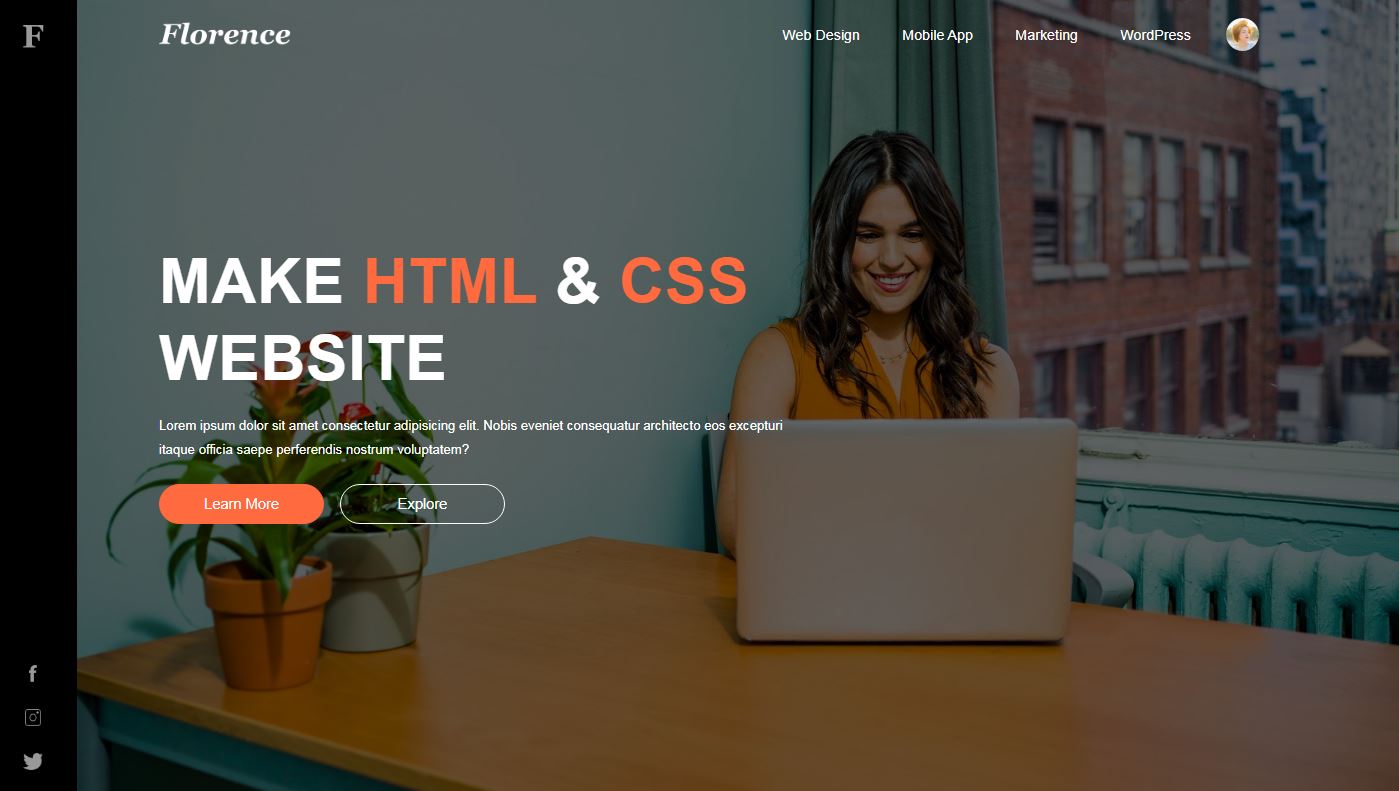 F
Florence
Web Design Mobile App Marketing WordPress
MAKE HTML & CSS
WEBSITE
Lorem ipsum dolor sit amet consectetur adipisicing elit. Nobis eveniet consequatur architecto eos excepturi
itaque officia saepe perferendis nostrum voluptatem?
Learn More Explore